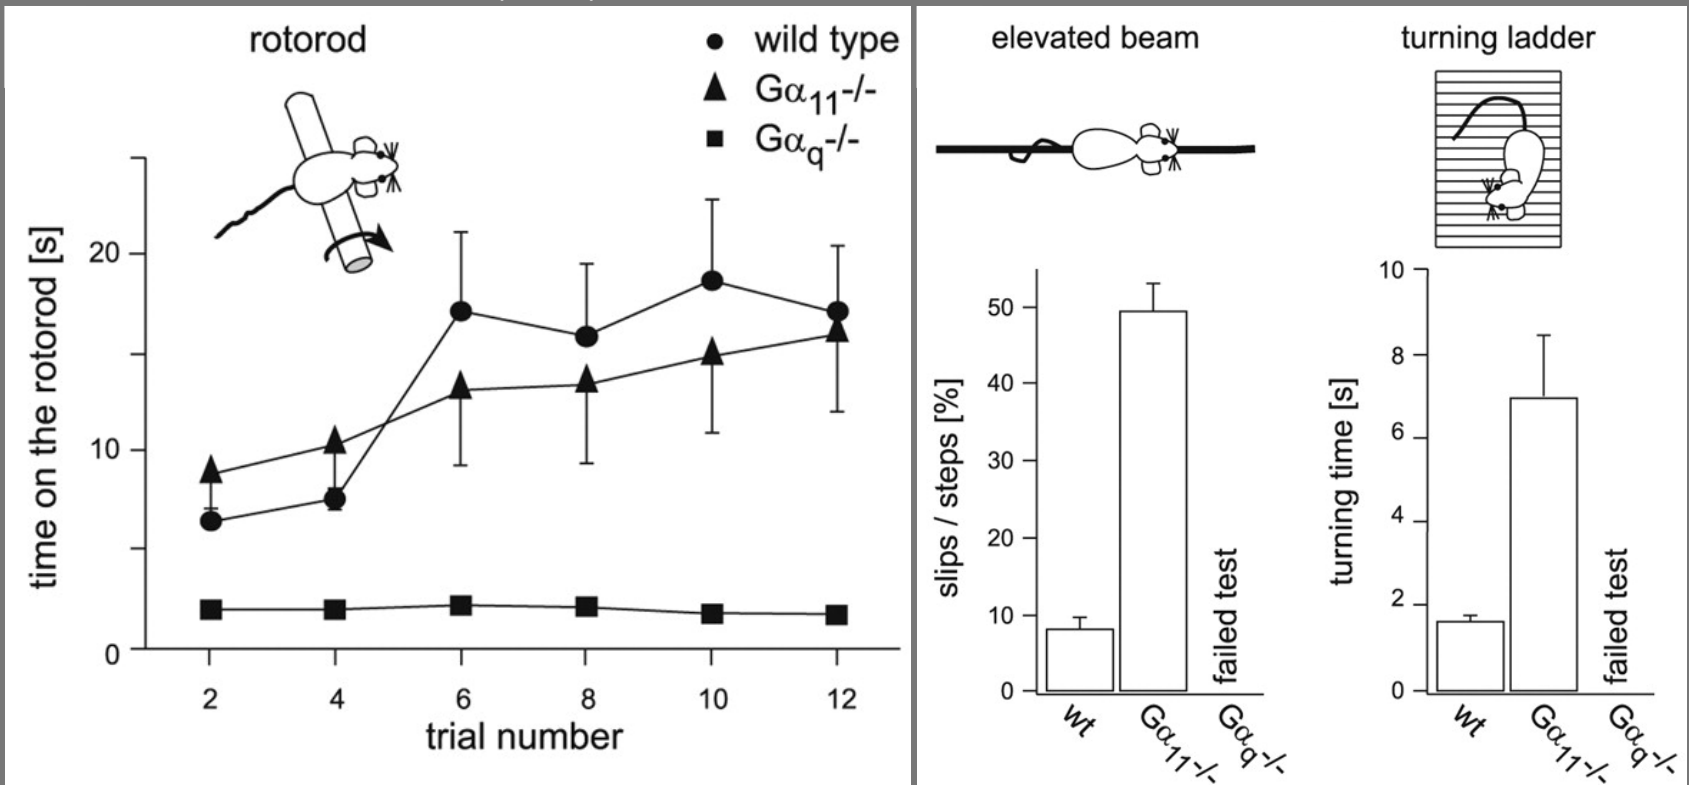 rotorod
wild type
Gα11-/-
Gαq-/-
time on the rotorod [s]
20
10
0
2 4 6 8 10 12
trial number
elevated beam
slips / steps [%]
50
40
30
20
10
0
failed test
wt Gα11-/- Gαq-/-
turning ladder
turning time [s]
10
8
6
4
2
0
failed test
wt Gα11-/- Gαq-/-